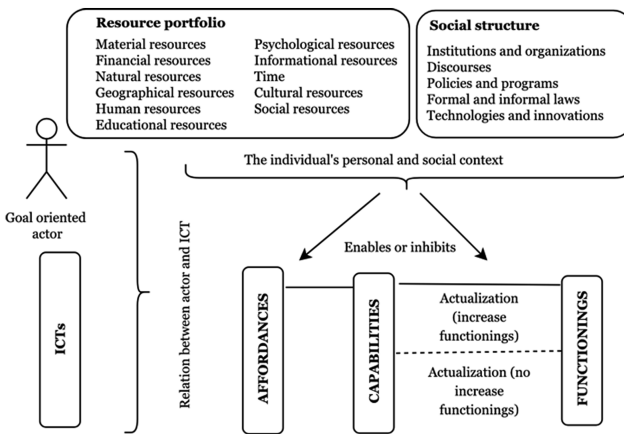 Resource portfolio
Material resources
Financial resources
Natural resources
Geographical resources
Human resources
Educational resources
Psychological resources
Informational resources
Time
Cultural resources
Social resources
Social structure
Institutions and organizations
Discourses
Policies and programs
Formal and informal laws
Technologies and innovations
The individual's personal and social context
Goal oriented
actor
ICTs
Relation between actor and ICT
Enables or inhibits
AFFORDANCES
CAPABILITIES
Actualization
(increase
functionings)
Actualization (no
increase
functionings)
FUNCTIONINGS